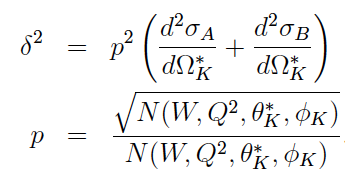 δ² = p² ( d²σ_A / dΩ*_K + d²σ_B / dΩ*_K )
p = √N(W, Q², θ*_K, ϕ_K) / N(W, Q², θ*_K, ϕ_K)